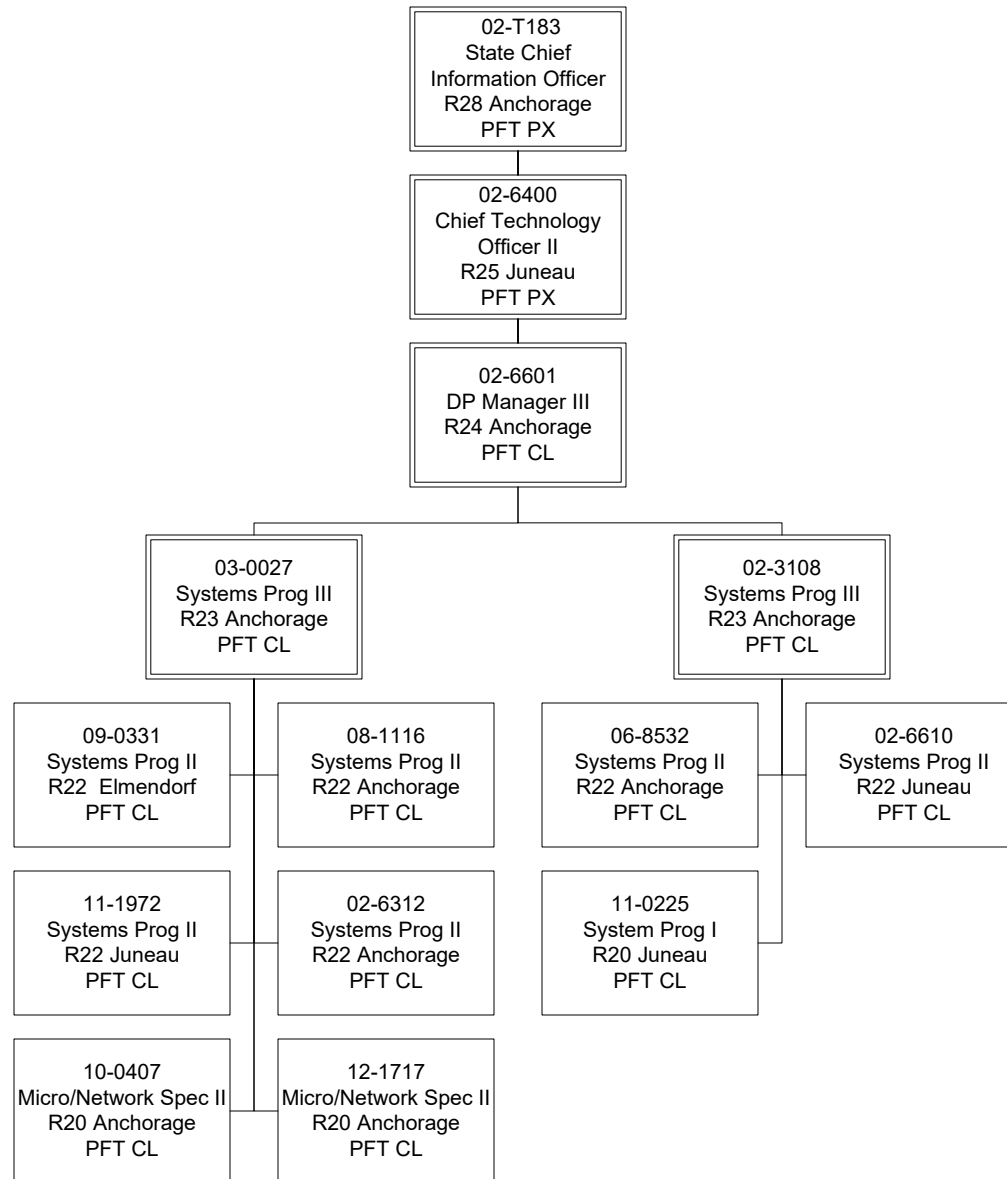 02-T183
State Chief
Information Officer
R28 Anchorage
PFT PX
02-6400
Chief Technology
Officer II
R25 Juneau
PFT PX
02-6601
DP Manager III
R24 Anchorage
PFT CL
03-0027
Systems Prog III
R23 Anchorage
PFT CL
02-3108
Systems Prog III
R23 Anchorage
PFT CL
09-0331
Systems Prog II
R22  Elmendorf
PFT CL
08-1116
Systems Prog II
R22 Anchorage
PFT CL
06-8532
Systems Prog II
R22 Anchorage
PFT CL
02-6610
Systems Prog II
R22 Juneau
PFT CL
11-1972
Systems Prog II
R22 Juneau
PFT CL
02-6312
Systems Prog II
R22 Anchorage
PFT CL
11-0225
System Prog I
R20 Juneau
PFT CL
10-0407
Micro/Network Spec II
R20 Anchorage
PFT CL
12-1717
Micro/Network Spec II
R20 Anchorage
PFT CL